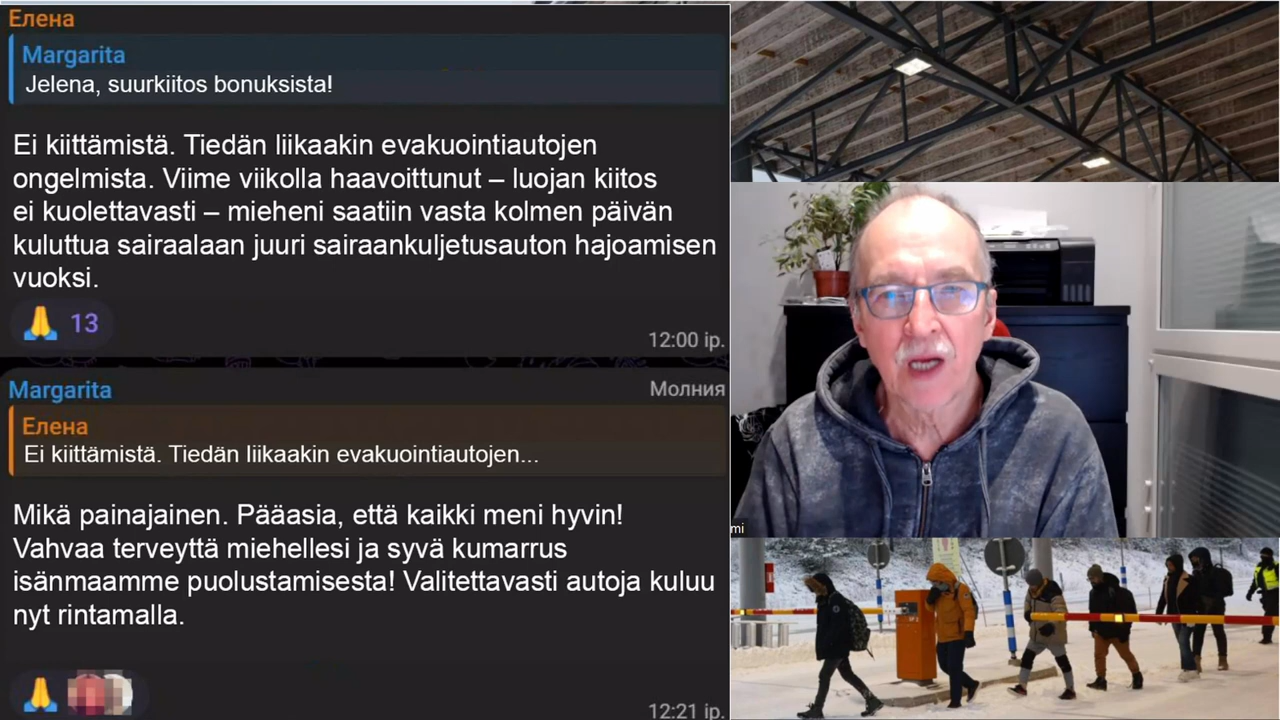 Елена
Margarita
Jelena, suurkiitos bonuksista!
Ei kiittämistä. Tiedän liikaakin evakuointiautojen
ongelmista. Viime viikolla haavoittunut – luojan kiitos
ei kuolettavasti – mieheni saatiin vasta kolmen päivän
kuluttua sairaalaan juuri sairaankuljetusauton hajoamisen
vuoksi.
13
12:00 ip.
Margarita
Молния
Елена
Ei kiittämistä. Tiedän liikaakin evakuointiautojen...
Mikä painajainen. Pääasia, että kaikki meni hyvin!
Vahvaa terveyttä miehellesi ja syvä kumarrus
isänmaamme puolustamisesta! Valitettavasti autoja kuluu
nyt rintamalla.
12:21 ip.
mi